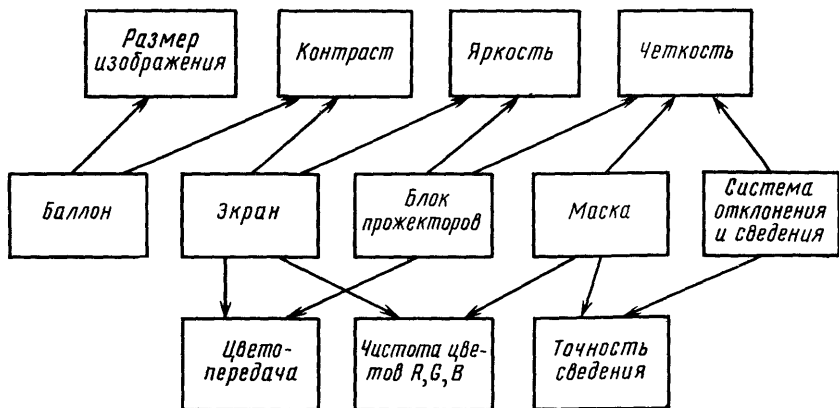 Размер
изображения
Контраст
Яркость
Четкость
Баллон
Экран
Блок
прожекторов
Маска
Система
отклонения
и сведения
Цвето-
передача
Чистота цве-
тов R,G,B
Точность
сведения